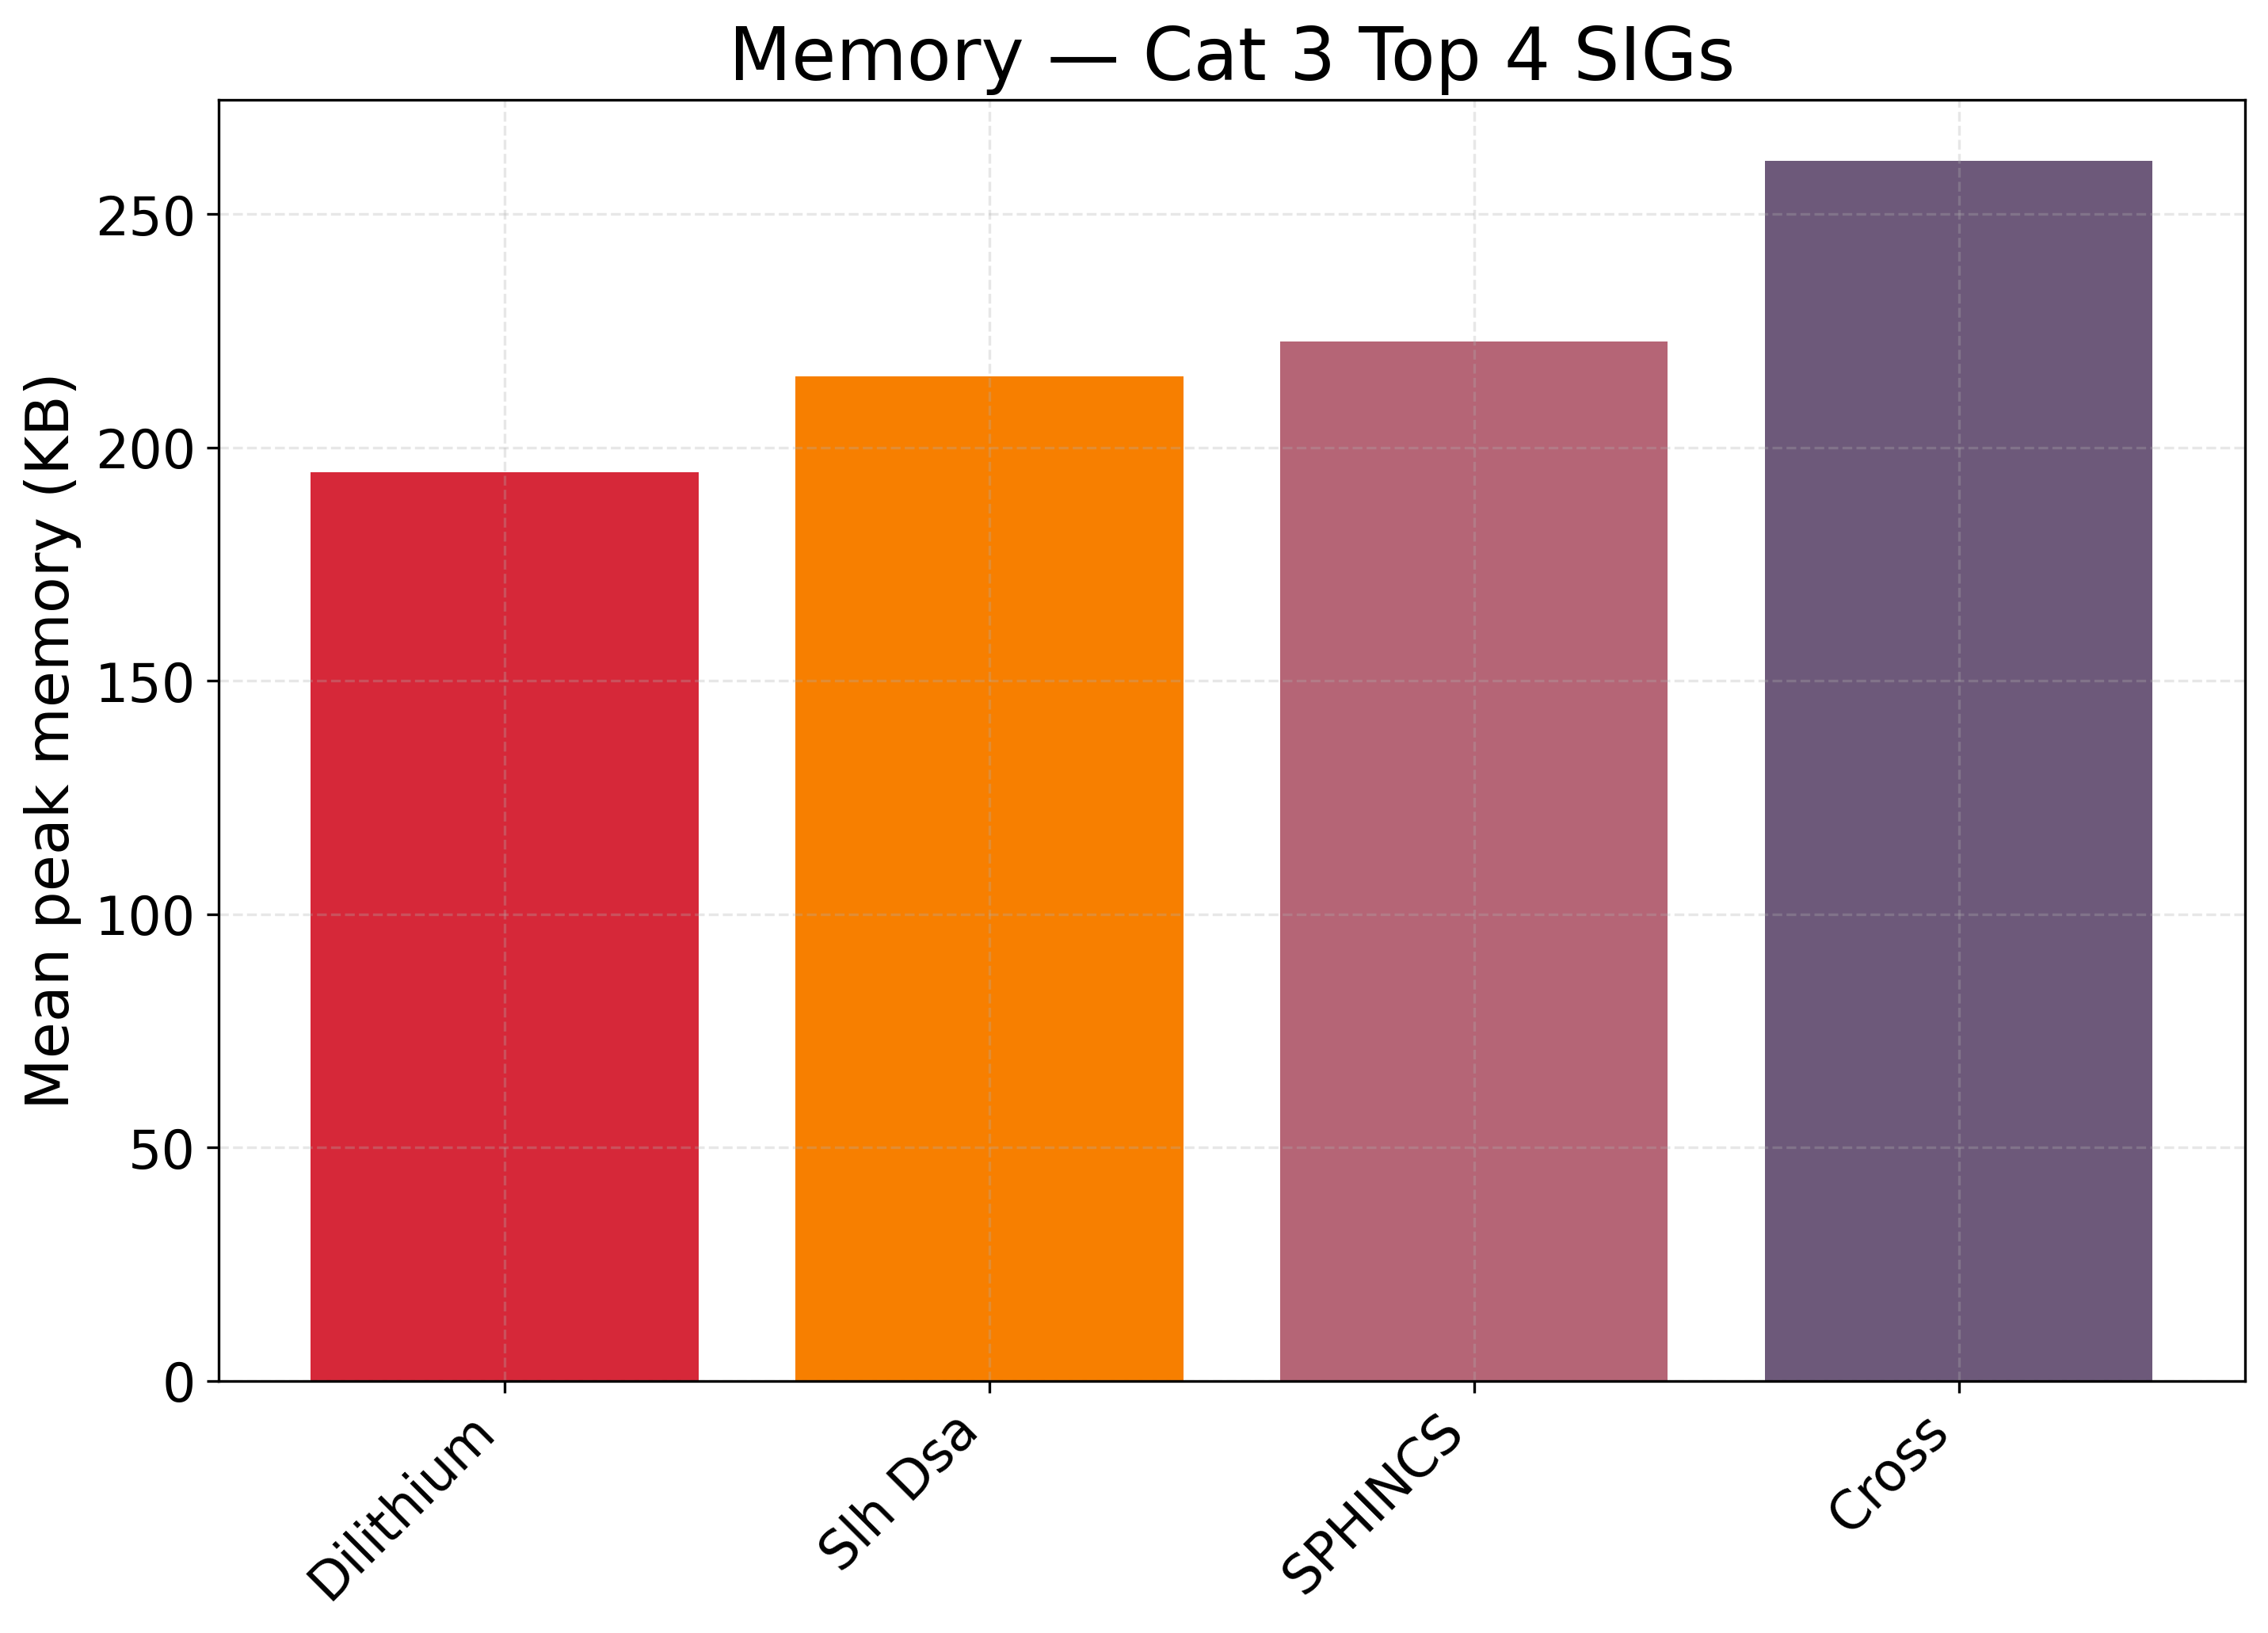 Memory — Cat 3 Top 4 SIGs
Mean peak memory (KB)
250
200
150
100
50
0
Dilithium
Slh Dsa
SPHINCS
Cross